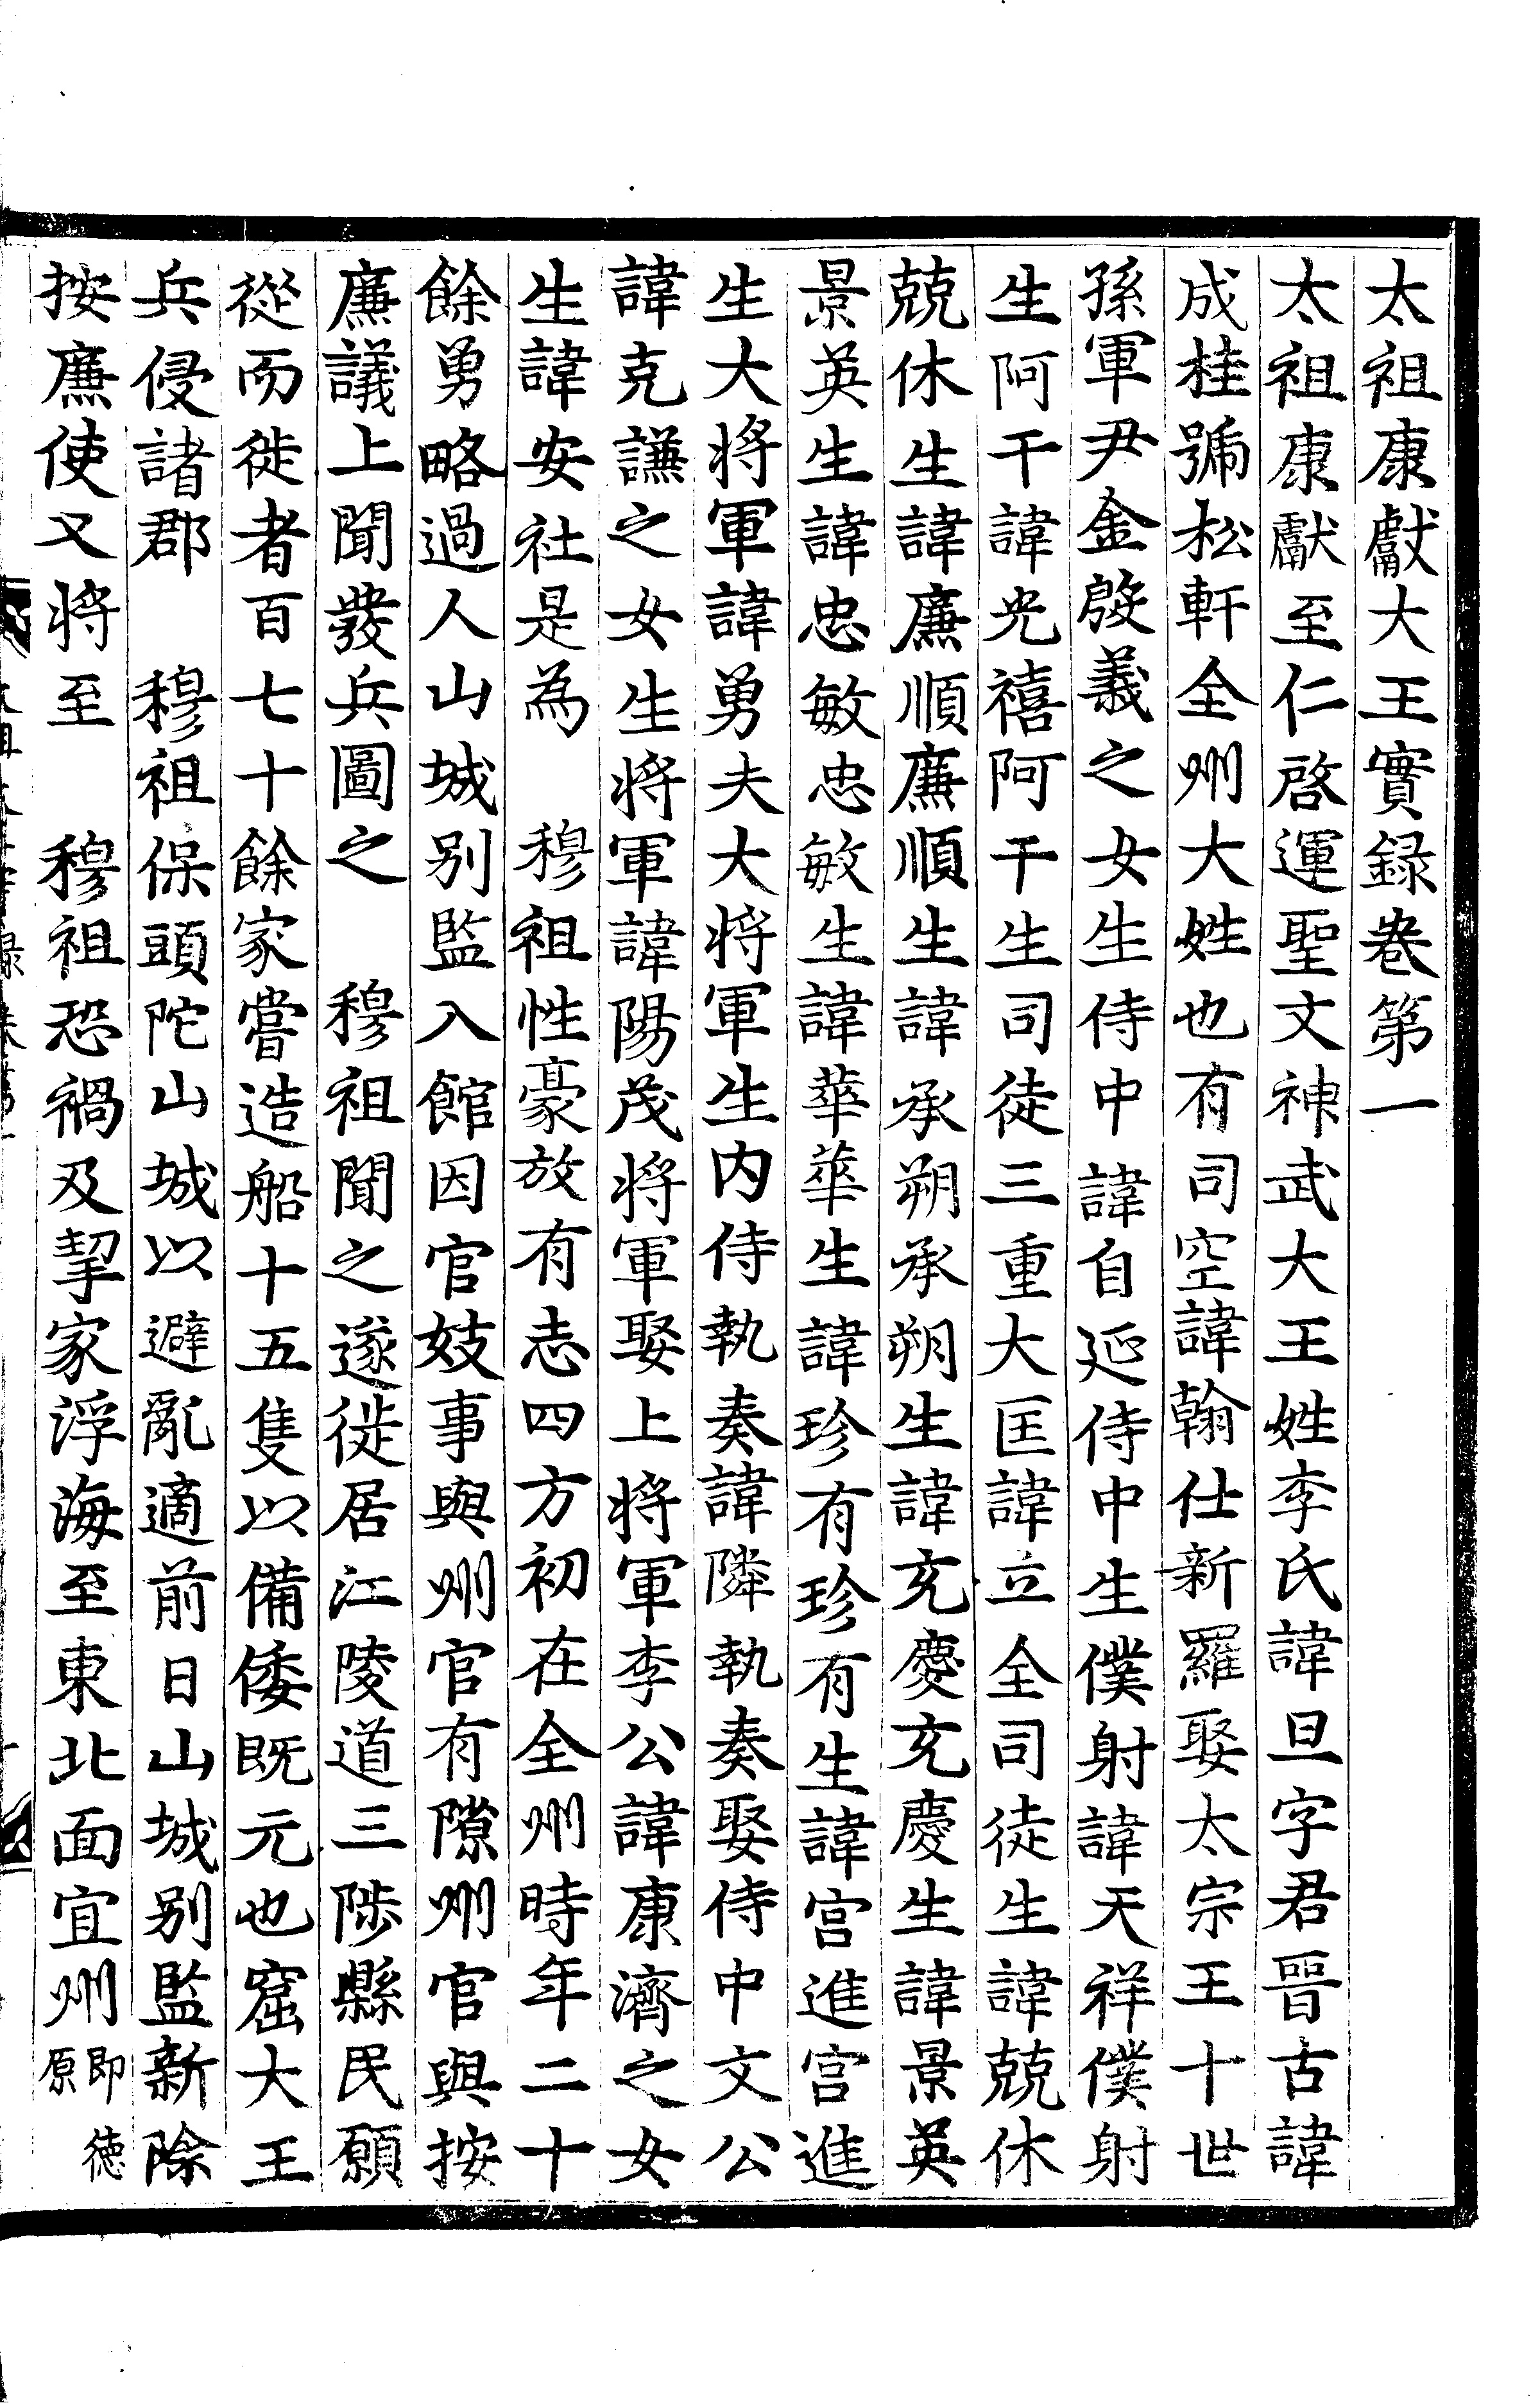 太祖康獻大王實録卷第一
太祖康獻至仁啓運聖文神武大王姓李氏諱旦字君晉古諱
成桂號松軒全州大姓也有司空諱翰仕新羅娶太宗王十世
孫軍尹金殷義之女生侍中諱自延侍中生僕射諱天祥僕射
生阿干諱光禧阿干生司徒三重大匡諱立全司徒生諱兢休
兢休生諱廉順廉順生諱承朔承朔生諱充慶充慶生諱景英
景英生諱忠敏忠敏生諱華華生諱珍有珍有生諱宮進宮進
生大將軍諱勇夫大將軍生内侍執奏諱隣執奏娶侍中文公
諱克謙之女生將軍諱陽茂將軍娶上將軍李公諱康濟之女
生諱安社是為 穆祖性豪放有志四方初在全州時年二十
餘勇略過人山城別監入館因官妓事與州官有隙州官與按
廉議上聞發兵圖之 穆祖聞之遂徙居江陵道三陟縣民願
從而徙者百七十餘家嘗造船十五隻以備倭既元也窟大王
兵侵諸郡 穆祖保頭陀山城以避亂適前日山城別監新除
按廉使又將至 穆祖恐禍及挈家浮海至東北面宜州即德原